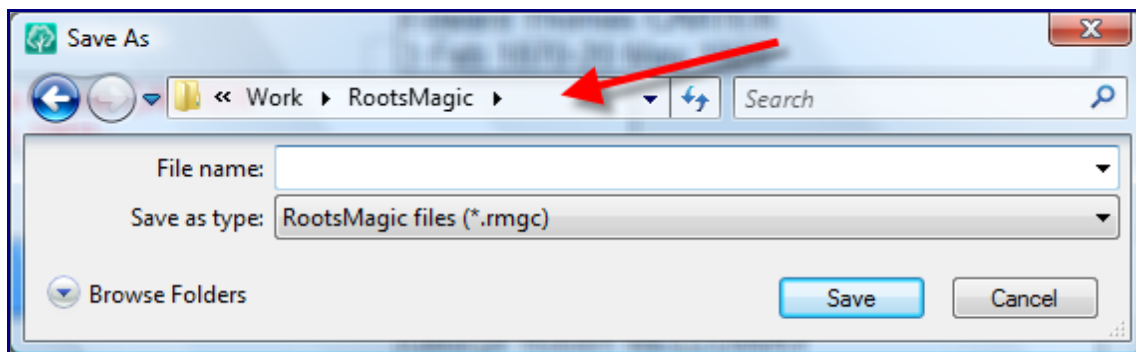 Save As
« Work ▸ RootsMagic ▸
Search
File name:
Save as type: RootsMagic files (*.rmgc)
Browse Folders
Save
Cancel